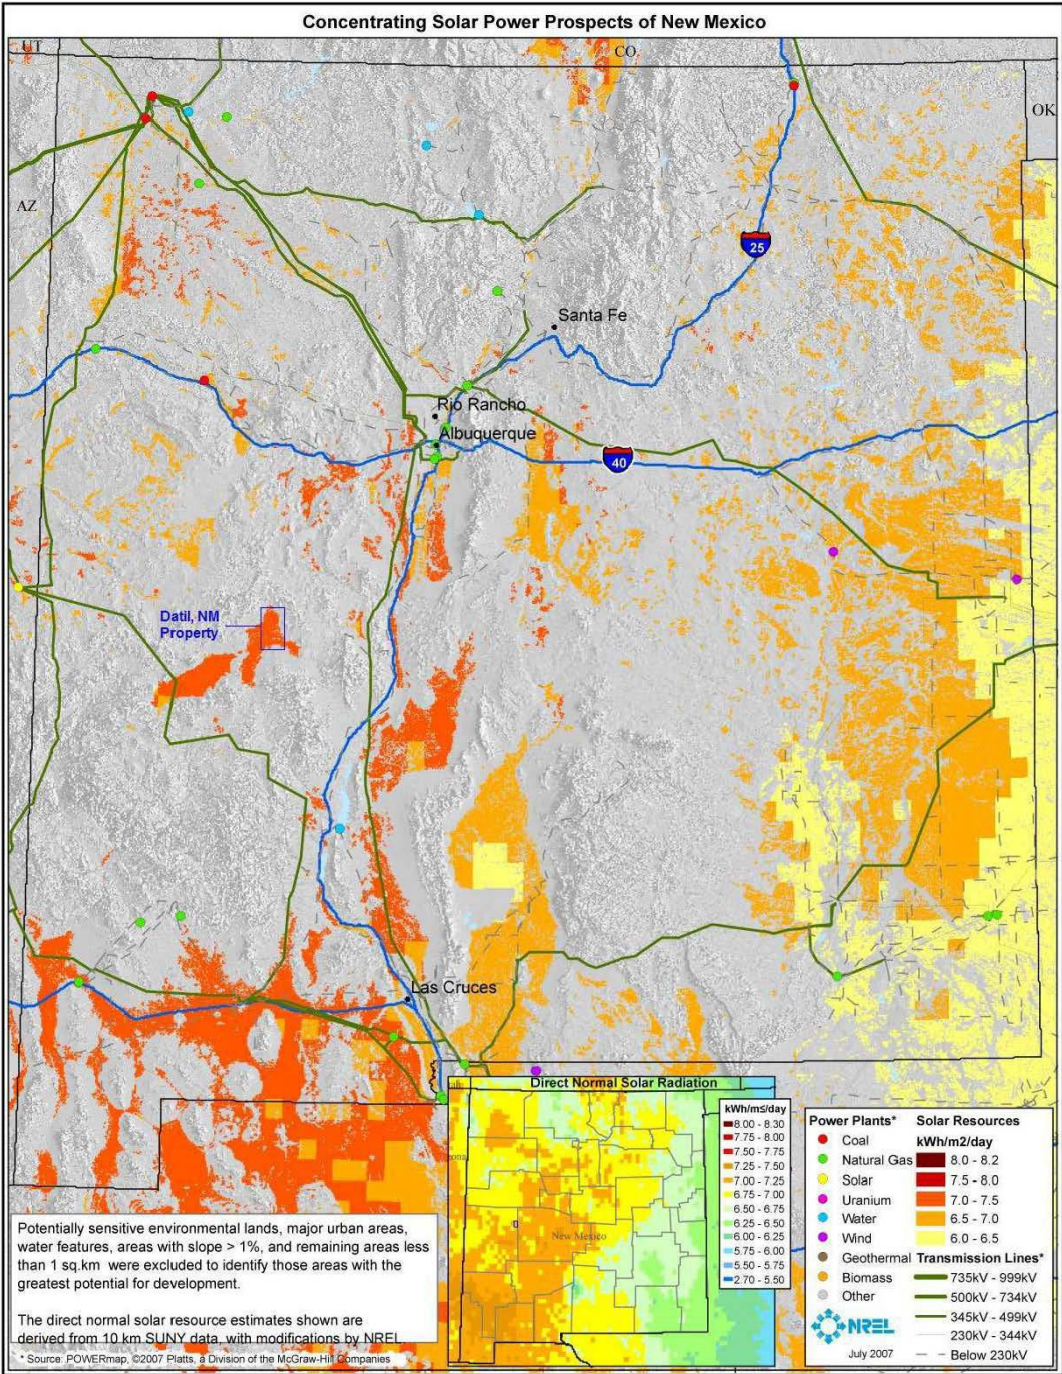 Concentrating Solar Power Prospects of New Mexico
UT
CO
OK
AZ
25
Santa Fe
Rio Rancho
Albuquerque
40
Datil, NM
Property
Las Cruces
Direct Normal Solar Radiation
New Mexico
kWh/ms/day
8.00 - 8.30
7.75 - 8.00
7.50 - 7.75
7.25 - 7.50
7.00 - 7.25
6.75 - 7.00
6.50 - 6.75
6.25 - 6.50
6.00 - 6.25
5.75 - 6.00
5.50 - 5.75
2.70 - 5.50
Power Plants*
Coal
Natural Gas
Solar
Uranium
Water
Wind
Geothermal
Biomass
Other
NREL
July 2007
Solar Resources
kWh/m2/day
8.0 - 8.2
7.5 - 8.0
7.0 - 7.5
6.5 - 7.0
6.0 - 6.5
Transmission Lines*
735kV - 999kV
500kV - 734kV
345kV - 499kV
230kV - 344kV
Below 230kV
Potentially sensitive environmental lands, major urban areas,
water features, areas with slope > 1%, and remaining areas less
than 1 sq.km were excluded to identify those areas with the
greatest potential for development.
The direct normal solar resource estimates shown are
derived from 10 km SUNY data, with modifications by NREL
* Source: POWERmap, ©2007 Platts, a Division of the McGraw-Hill Companies